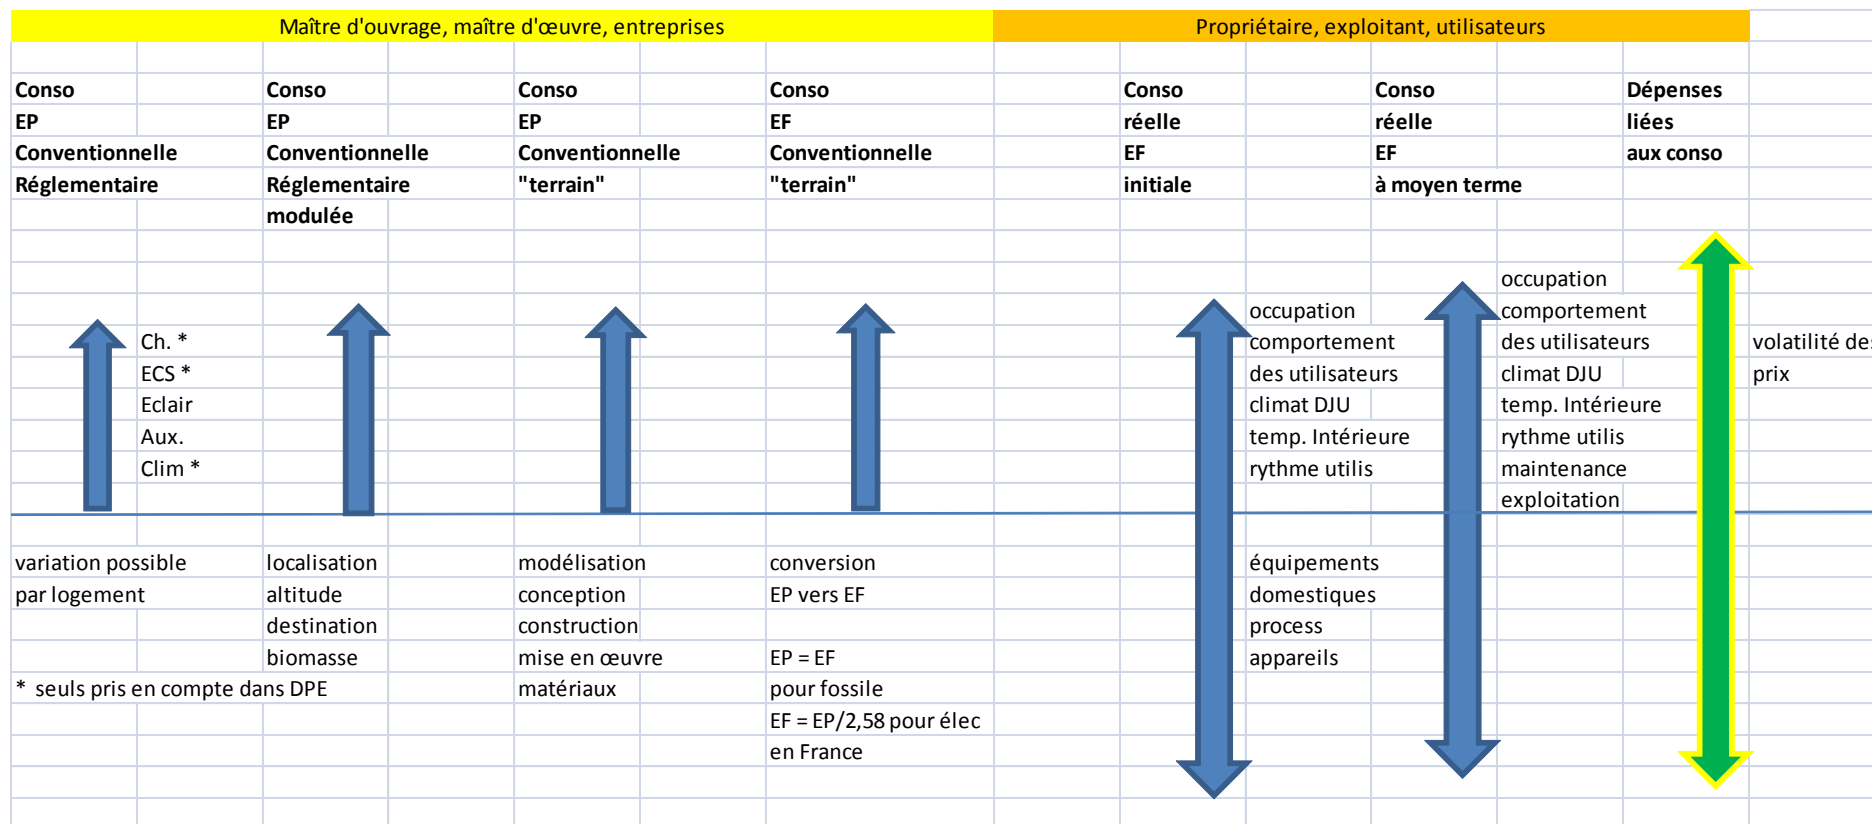 Maître d'ouvrage, maître d'œuvre, entreprises
Propriétaire, exploitant, utilisateurs
Conso
EP
Conventionnelle
Réglementaire
Conso
EP
Conventionnelle
Réglementaire
modulée
Conso
EP
Conventionnelle
"terrain"
Conso
EF
Conventionnelle
"terrain"
Conso
réelle
EF
initiale
Conso
réelle
EF
à moyen terme
Dépenses
liées
aux conso
Ch. *
ECS *
Eclair
Aux.
Clim *
occupation
comportement
des utilisateurs
climat DJU
temp. Intérieure
rythme utilis
occupation
comportement
des utilisateurs
climat DJU
temp. Intérieure
rythme utilis
maintenance
exploitation
volatilité des
prix
variation possible
par logement
* seuls pris en compte dans DPE
localisation
altitude
destination
biomasse
modélisation
conception
construction
mise en œuvre
matériaux
conversion
EP vers EF
EP = EF
pour fossile
EF = EP/2,58 pour élec
en France
équipements
domestiques
process
appareils